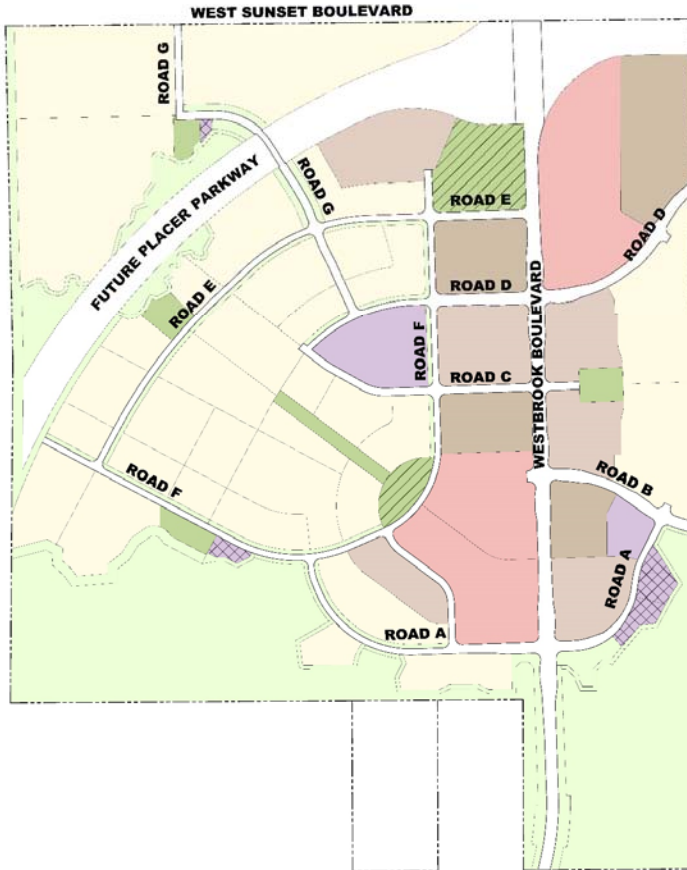 WEST SUNSET BOULEVARD
ROAD G
FUTURE PLACER PARKWAY
ROAD G
ROAD E
ROAD D
ROAD E
ROAD D
WESTBROOK BOULEVARD
ROAD F
ROAD C
ROAD F
ROAD B
ROAD A
ROAD A